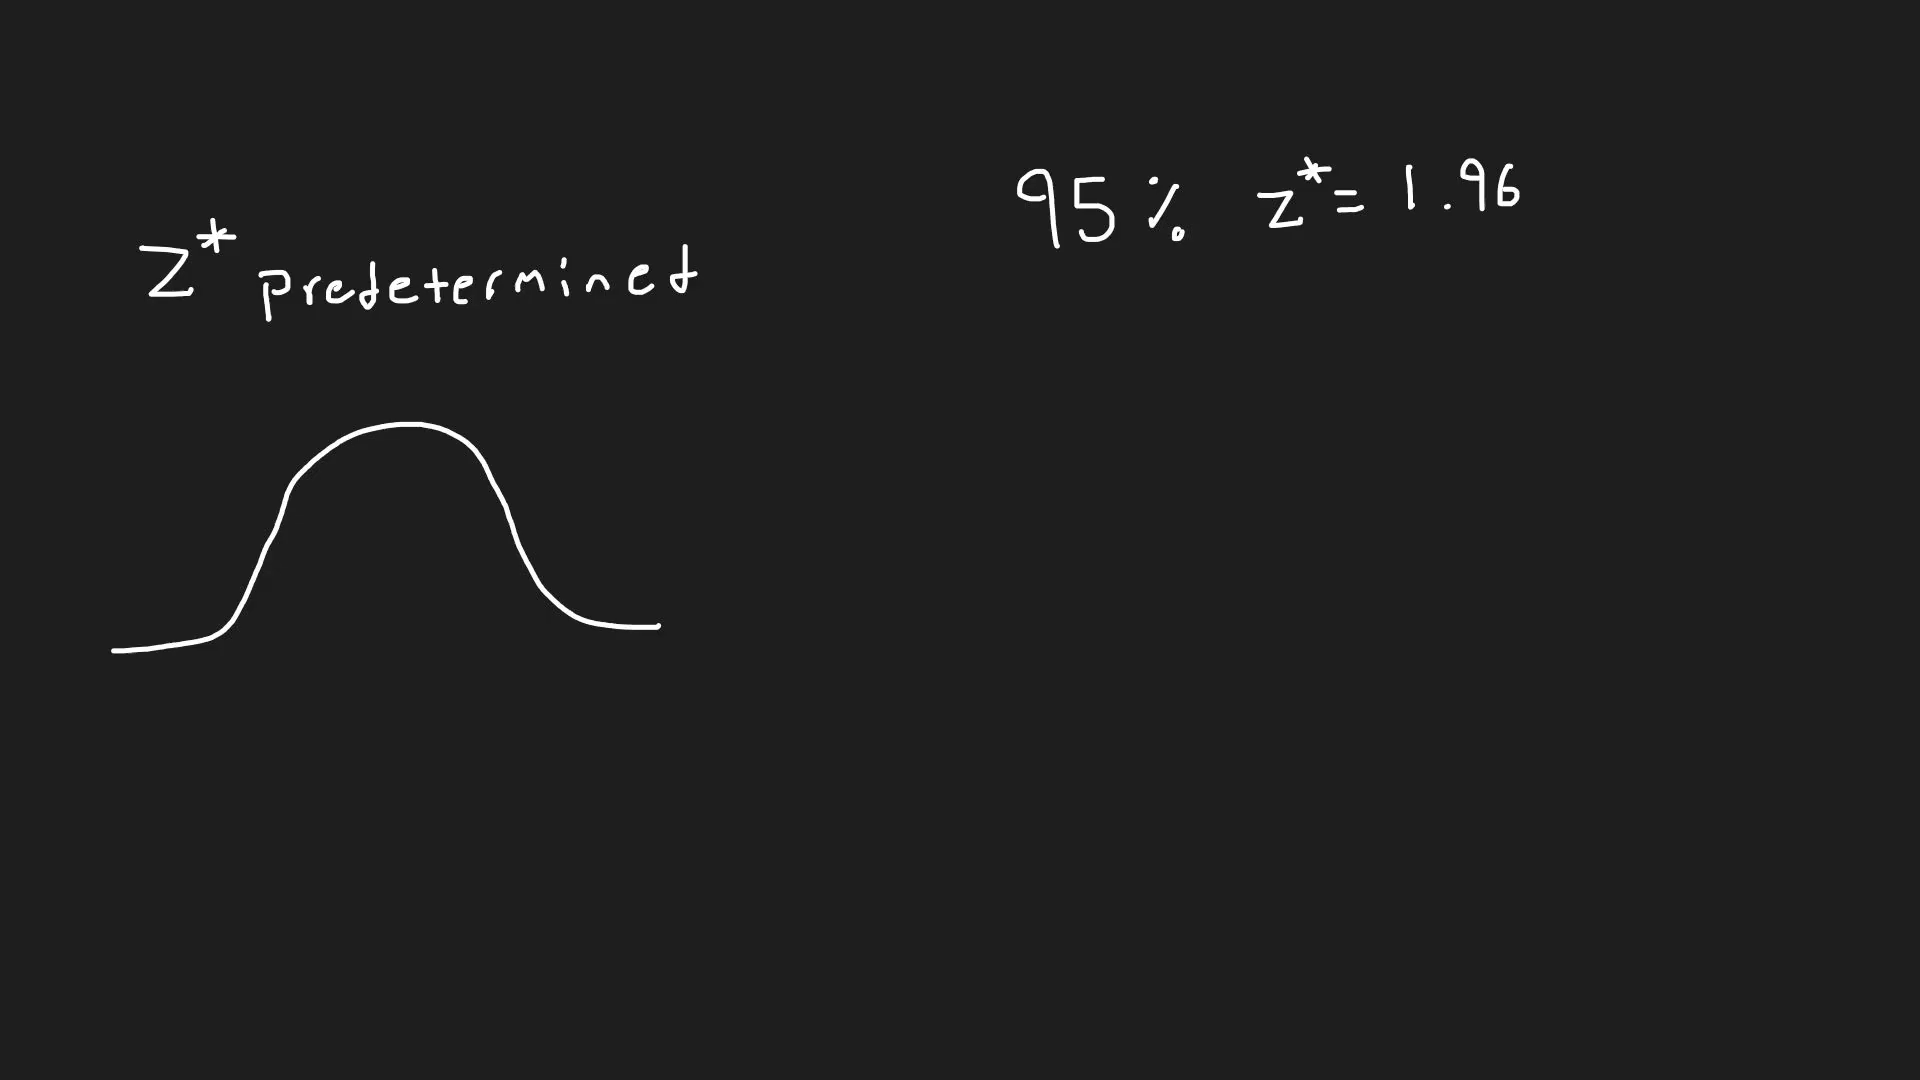 z* predetermined
95% z* = 1.96